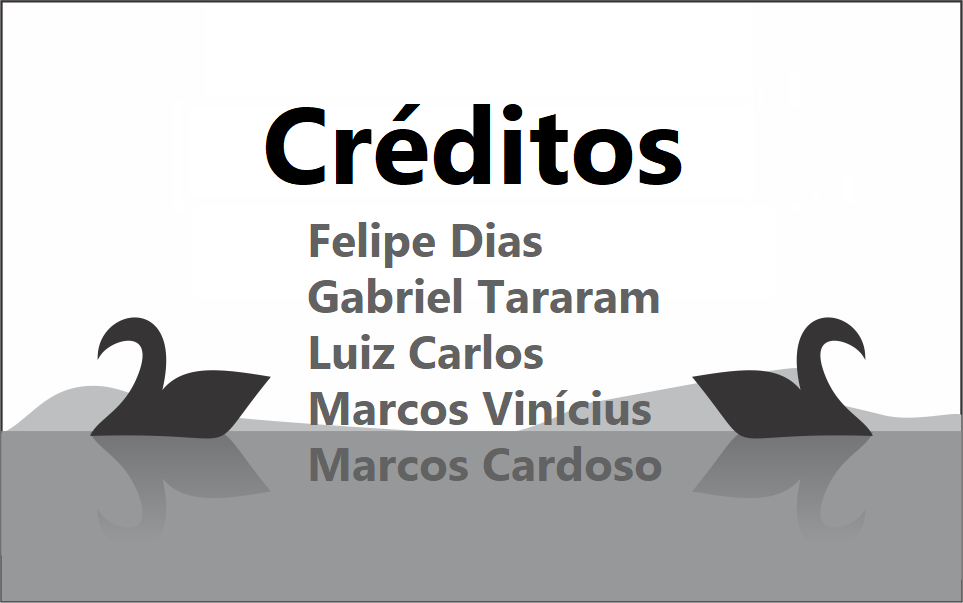 Créditos
Felipe Dias
Gabriel Tararam
Luiz Carlos
Marcos Vinícius
Marcos Cardoso